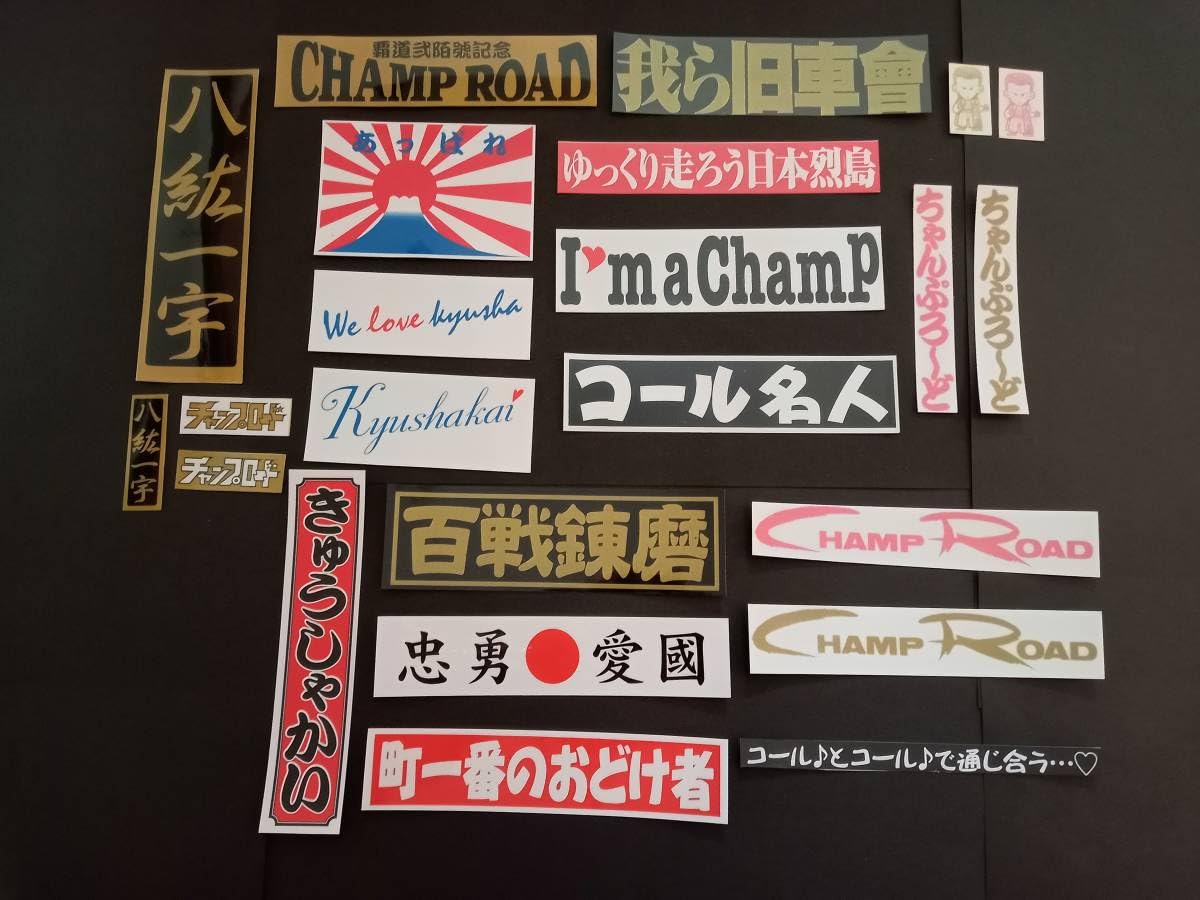 八紘一宇
覇道弐陌號記念
CHAMP ROAD
我ら旧車會
あっぱれ
ゆっくり走ろう日本烈島
I'm a Champ
We love kyusha
Kyushakai
コール名人
ちゃんぷろ〜ど
ちゃんぷろ〜ど
八紘一宇
チャンプロード
チャンプロード
きゅうしゃかい
百戦錬磨
忠勇愛國
町一番のおどけ者
CHAMP ROAD
CHAMP ROAD
コール♪とコール♪で通じ合う…♡